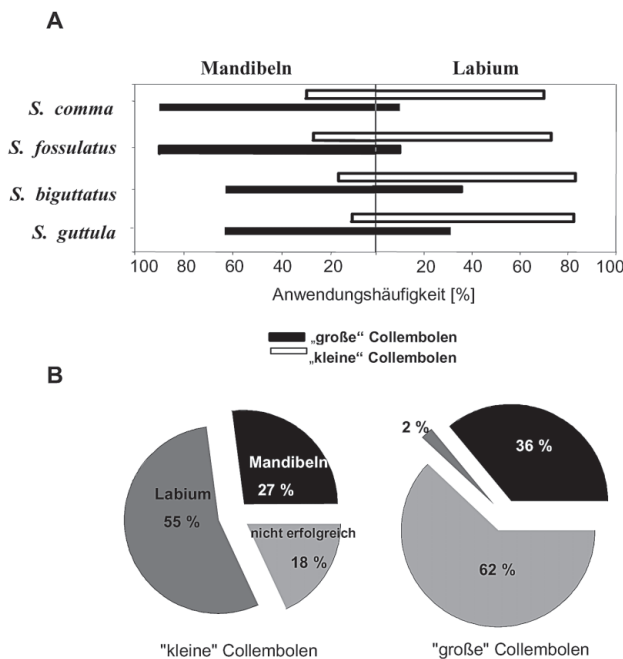 A
Mandibeln Labium
S. comma
S. fossulatus
S. biguttatus
S. guttula
100 80 60 40 20 20 40 60 80 100
Anwendungshäufigkeit [%]
„große“ Collembolen
„kleine“ Collembolen
B
Mandibeln
27 %
Labium
55 %
nicht erfolgreich
18 %
"kleine" Collembolen
2 %
36 %
62 %
"große" Collembolen